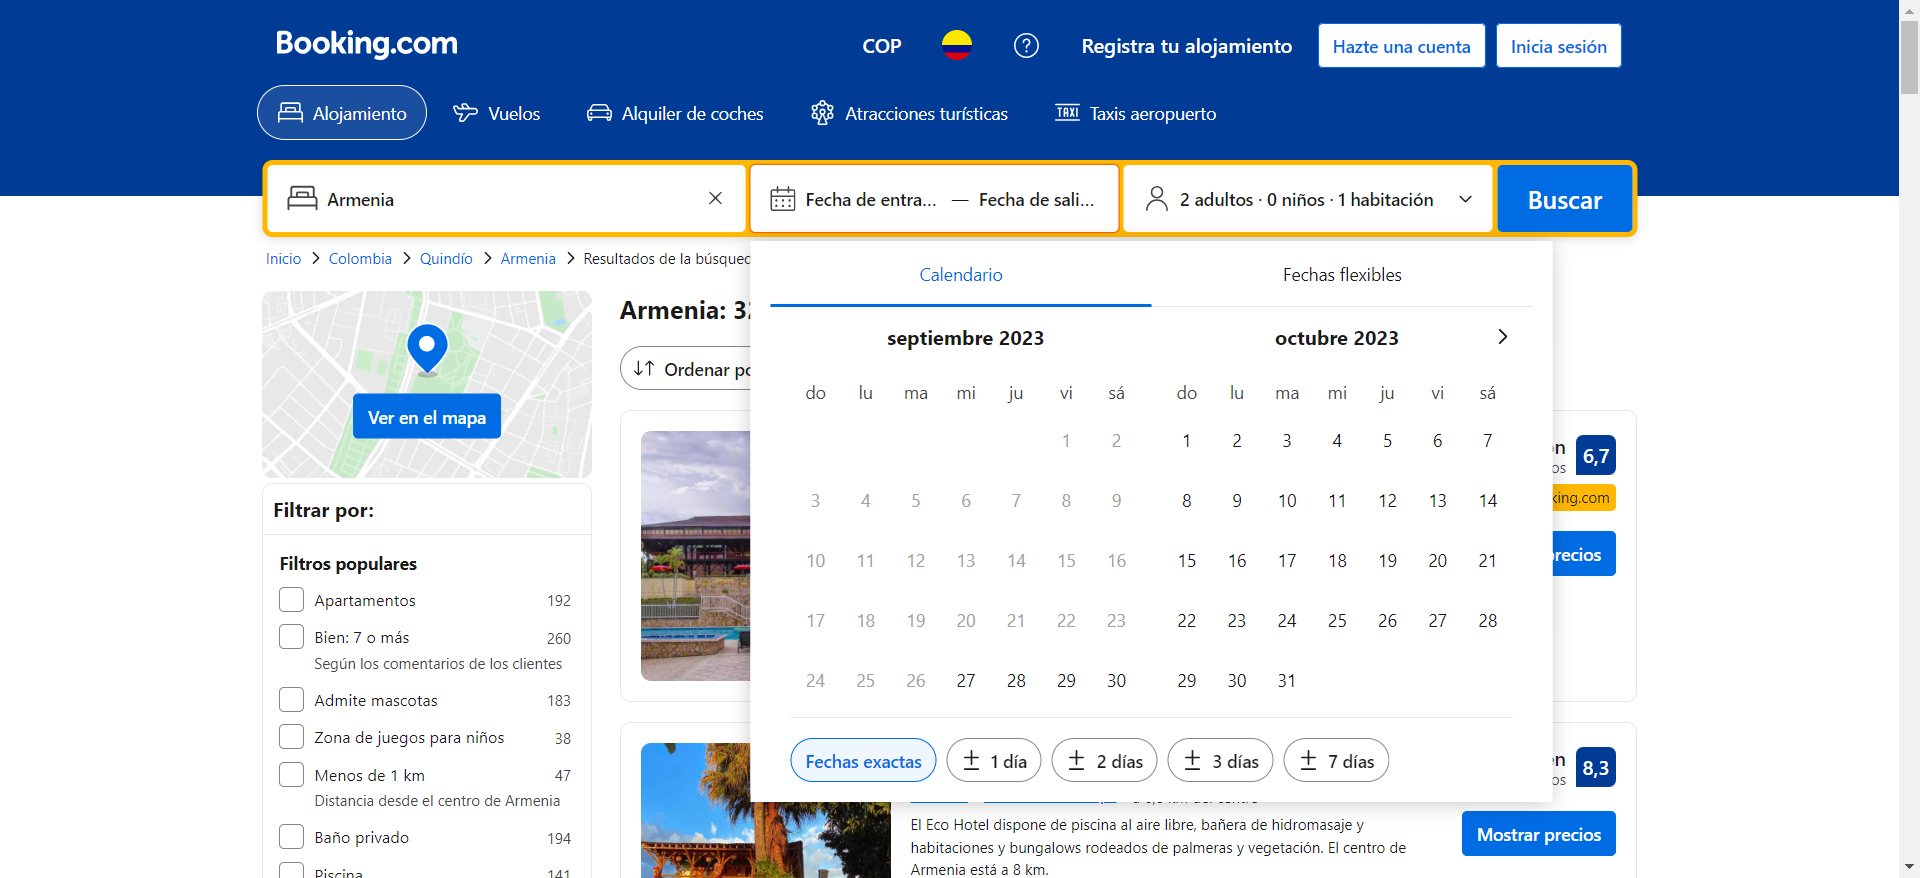 Booking.com
COP
Registra tu alojamiento
Hazte una cuenta
Inicia sesión
Alojamiento
Vuelos
Alquiler de coches
Atracciones turísticas
TAXI
Taxis aeropuerto
Armenia
Fecha de entra... — Fecha de sali...
2 adultos · 0 niños · 1 habitación
Buscar
Inicio > Colombia > Quindío > Armenia > Resultados de la búsqued
Ver en el mapa
Filtrar por:
Filtros populares
Apartamentos 192
Bien: 7 o más 260
Según los comentarios de los clientes
Admite mascotas 183
Zona de juegos para niños 38
Menos de 1 km 47
Distancia desde el centro de Armenia
Baño privado 194
Piscina 141
Armenia: 32
Ordenar po
Calendario
Fechas flexibles
septiembre 2023
do lu ma mi ju vi sá
1 2
3 4 5 6 7 8 9
10 11 12 13 14 15 16
17 18 19 20 21 22 23
24 25 26 27 28 29 30
octubre 2023
do lu ma mi ju vi sá
1 2 3 4 5 6 7
8 9 10 11 12 13 14
15 16 17 18 19 20 21
22 23 24 25 26 27 28
29 30 31
Fechas exactas
± 1 día
± 2 días
± 3 días
± 7 días
6,7
king.com
recios
8,3
El Eco Hotel dispone de piscina al aire libre, bañera de hidromasaje y
habitaciones y bungalows rodeados de palmeras y vegetación. El centro de
Armenia está a 8 km.
Mostrar precios